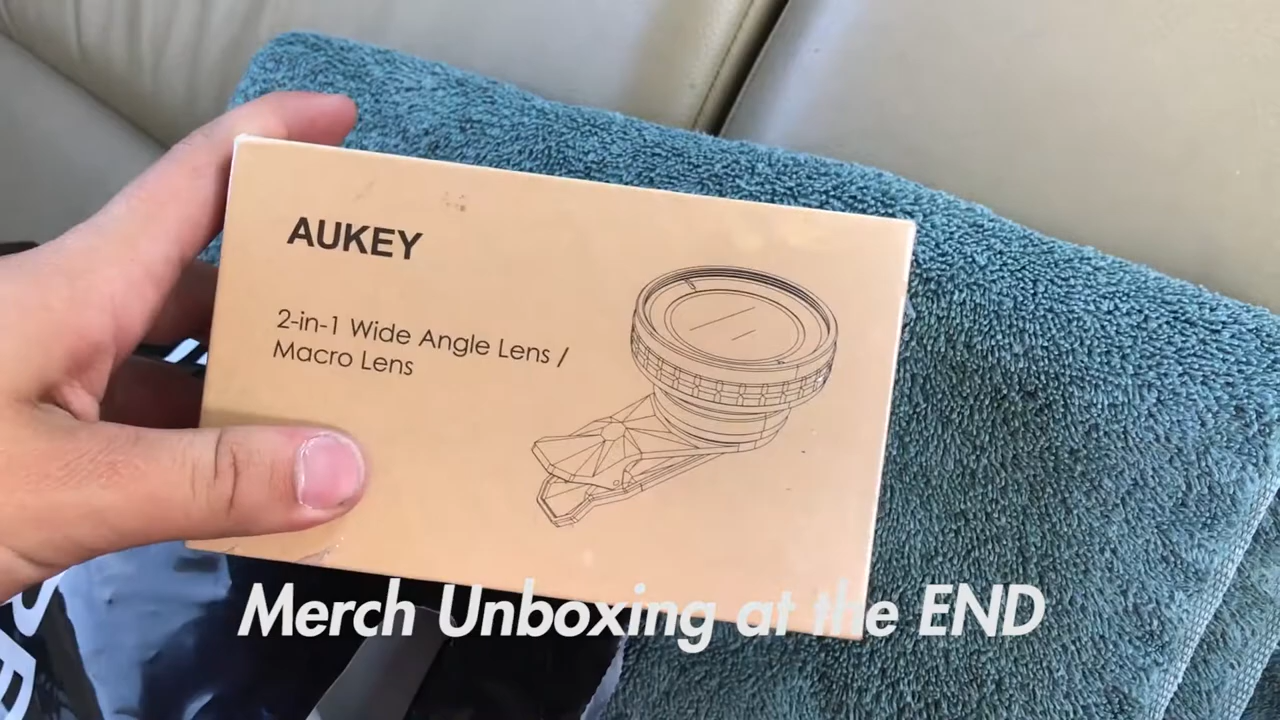 AUKEY
2-in-1 Wide Angle Lens /
Macro Lens
Merch Unboxing at the END